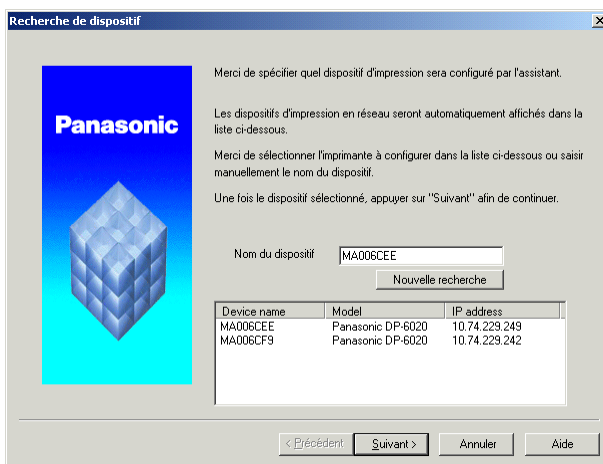 Recherche de dispositif
Panasonic
Merci de spécifier quel dispositif d'impression sera configuré par l'assistant.
Les dispositifs d'impression en réseau seront automatiquement affichés dans la
liste ci-dessous.
Merci de sélectionner l'imprimante à configurer dans la liste ci-dessous ou saisir
manuellement le nom du dispositif.
Une fois le dispositif sélectionné, appuyer sur "Suivant" afin de continuer.
Nom du dispositif MA006CEE
Nouvelle recherche
Device name Model IP address
MA006CEE Panasonic DP-6020 10.74.229.249
MA006CF9 Panasonic DP-6020 10.74.229.242
< Précédent Suivant > Annuler Aide